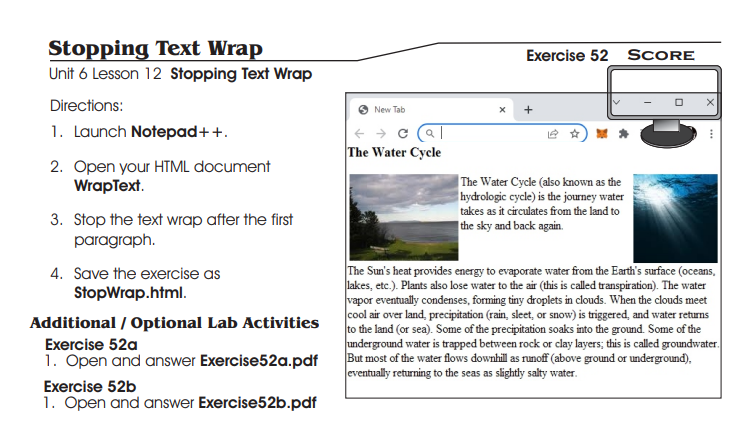 Stopping Text Wrap
Exercise 52 SCORE
Unit 6 Lesson 12 Stopping Text Wrap
Directions:
1. Launch Notepad++.
2. Open your HTML document
WrapText.
3. Stop the text wrap after the first
paragraph.
4. Save the exercise as
StopWrap.html.
Additional / Optional Lab Activities
Exercise 52a
1. Open and answer Exercise52a.pdf
Exercise 52b
1. Open and answer Exercise52b.pdf
New Tab
The Water Cycle
The Water Cycle (also known as the
hydrologic cycle) is the journey water
takes as it circulates from the land to
the sky and back again.
The Sun's heat provides energy to evaporate water from the Earth's surface (oceans,
lakes, etc.). Plants also lose water to the air (this is called transpiration). The water
vapor eventually condenses, forming tiny droplets in clouds. When the clouds meet
cool air over land, precipitation (rain, sleet, or snow) is triggered, and water returns
to the land (or sea). Some of the precipitation soaks into the ground. Some of the
underground water is trapped between rock or clay layers; this is called groundwater.
But most of the water flows downhill as runoff (above ground or underground),
eventually returning to the seas as slightly salty water.